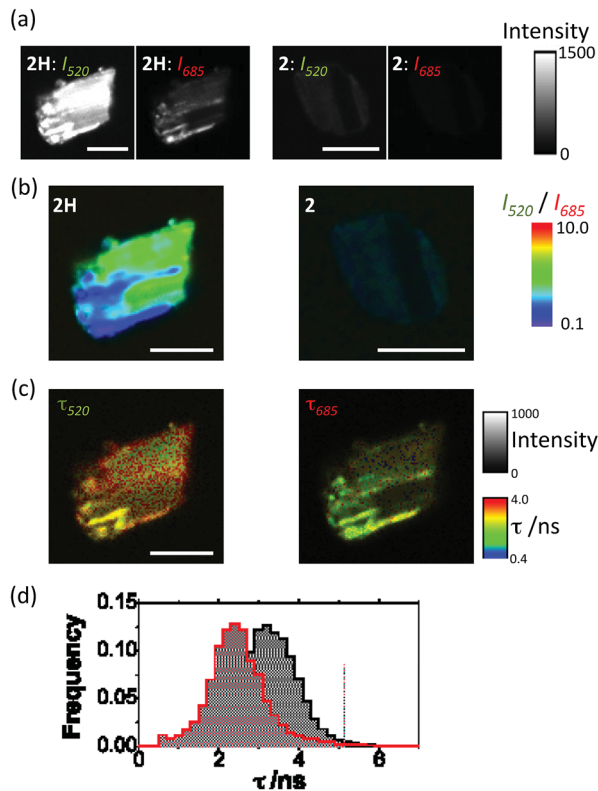 (a)
Intensity
2H: I520
2H: I685
2: I520
2: I685
1500
0
(b)
2H
2
I520 / I685
10.0
0.1
(c)
τ520
τ685
1000
Intensity
0
4.0
τ /ns
0.4
(d)
0.15
0.10
0.05
0.00
Frequency
0
2
4
6
τ /ns